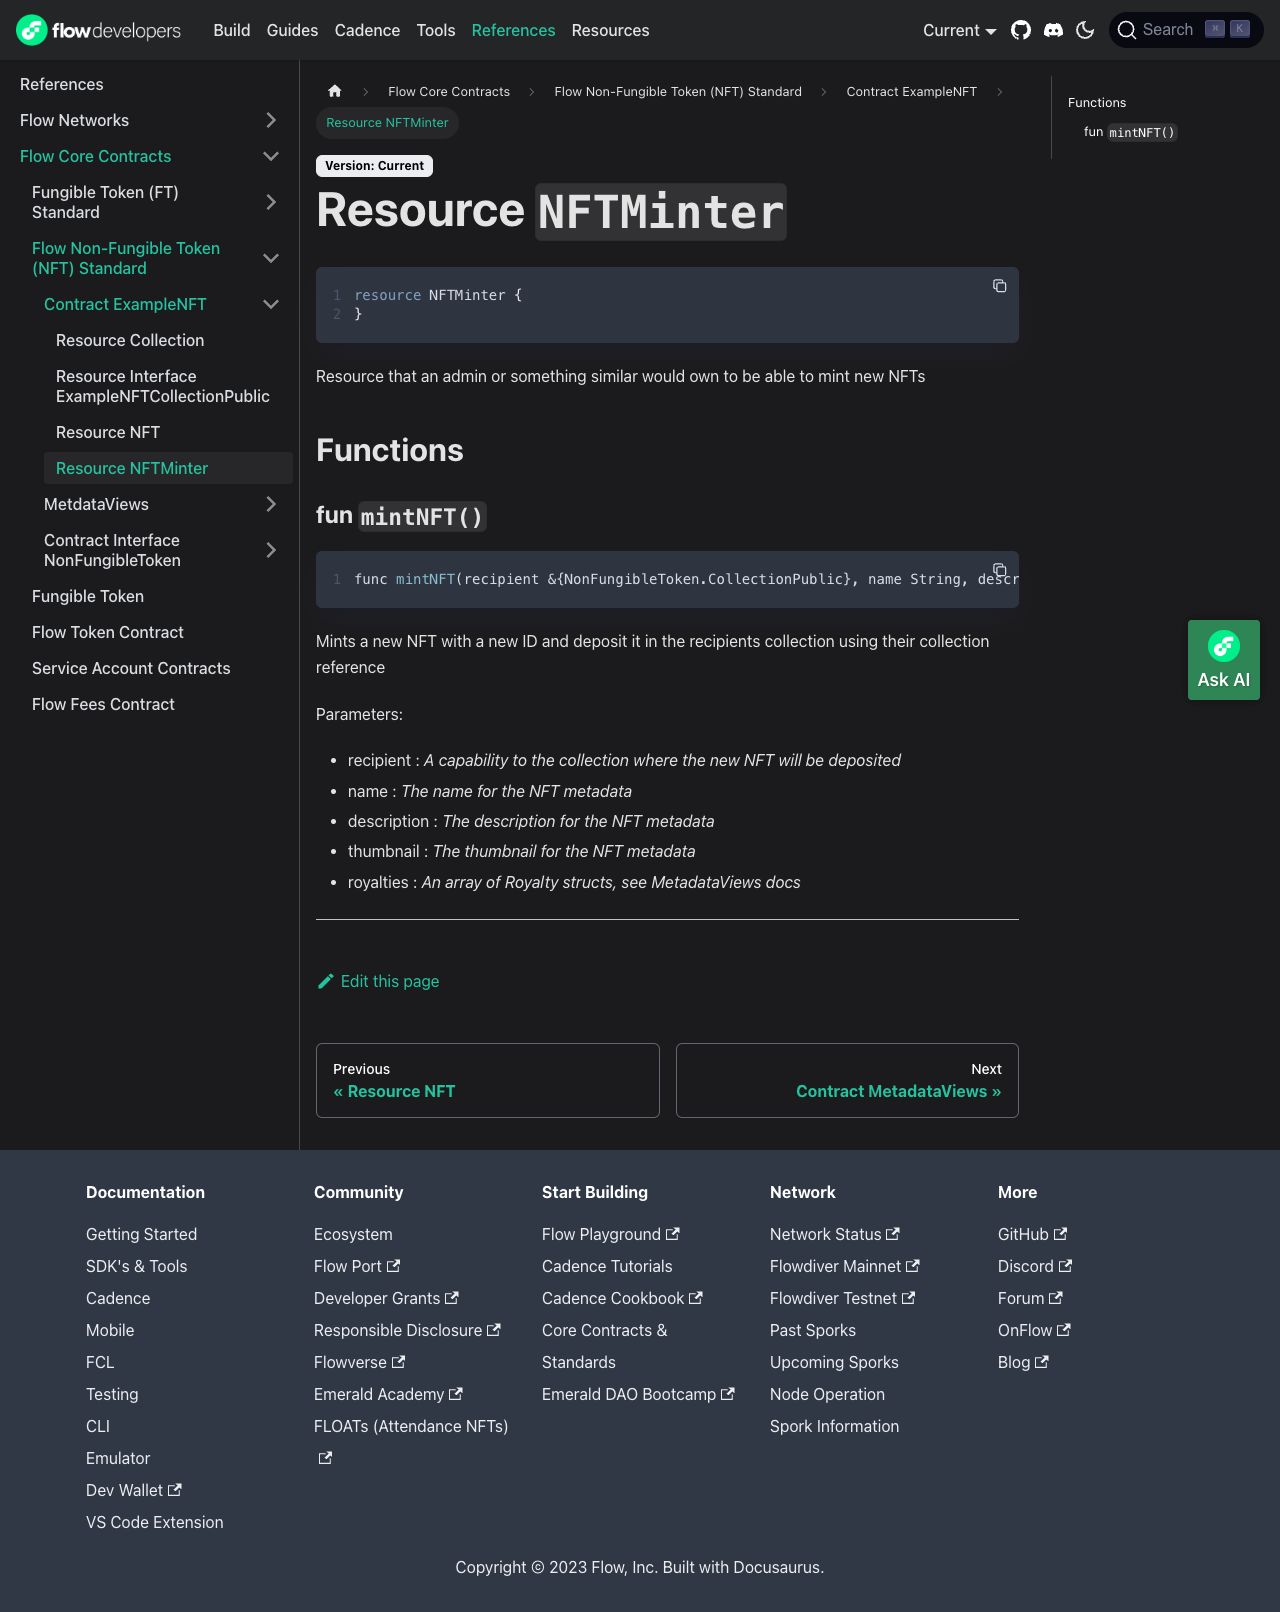 flowdevelopers
Build Guides Cadence Tools References Resources
Current
Search ⌘ K
References
Flow Networks
Flow Core Contracts
Fungible Token (FT)
Standard
Flow Non-Fungible Token
(NFT) Standard
Contract ExampleNFT
Resource Collection
Resource Interface
ExampleNFTCollectionPublic
Resource NFT
Resource NFTMinter
MetdataViews
Contract Interface
NonFungibleToken
Fungible Token
Flow Token Contract
Service Account Contracts
Flow Fees Contract
Flow Core Contracts Flow Non-Fungible Token (NFT) Standard Contract ExampleNFT
Resource NFTMinter
Version: Current
Resource NFTMinter
1 resource NFTMinter {
2 }
Resource that an admin or something similar would own to be able to mint new NFTs
Functions
fun mintNFT()
1 func mintNFT(recipient &{NonFungibleToken.CollectionPublic}, name String, descr
Mints a new NFT with a new ID and deposit it in the recipients collection using their collection
reference
Parameters:
• recipient : A capability to the collection where the new NFT will be deposited
• name : The name for the NFT metadata
• description : The description for the NFT metadata
• thumbnail : The thumbnail for the NFT metadata
• royalties : An array of Royalty structs, see MetadataViews docs
Edit this page
Previous
« Resource NFT
Next
Contract MetadataViews »
Functions
fun mintNFT()
Ask AI
Documentation
Getting Started
SDK's & Tools
Cadence
Mobile
FCL
Testing
CLI
Emulator
Dev Wallet
VS Code Extension
Community
Ecosystem
Flow Port
Developer Grants
Responsible Disclosure
Flowverse
Emerald Academy
FLOATs (Attendance NFTs)
Start Building
Flow Playground
Cadence Tutorials
Cadence Cookbook
Core Contracts &
Standards
Emerald DAO Bootcamp
Network
Network Status
Flowdiver Mainnet
Flowdiver Testnet
Past Sporks
Upcoming Sporks
Node Operation
Spork Information
More
GitHub
Discord
Forum
OnFlow
Blog
Copyright © 2023 Flow, Inc. Built with Docusaurus.